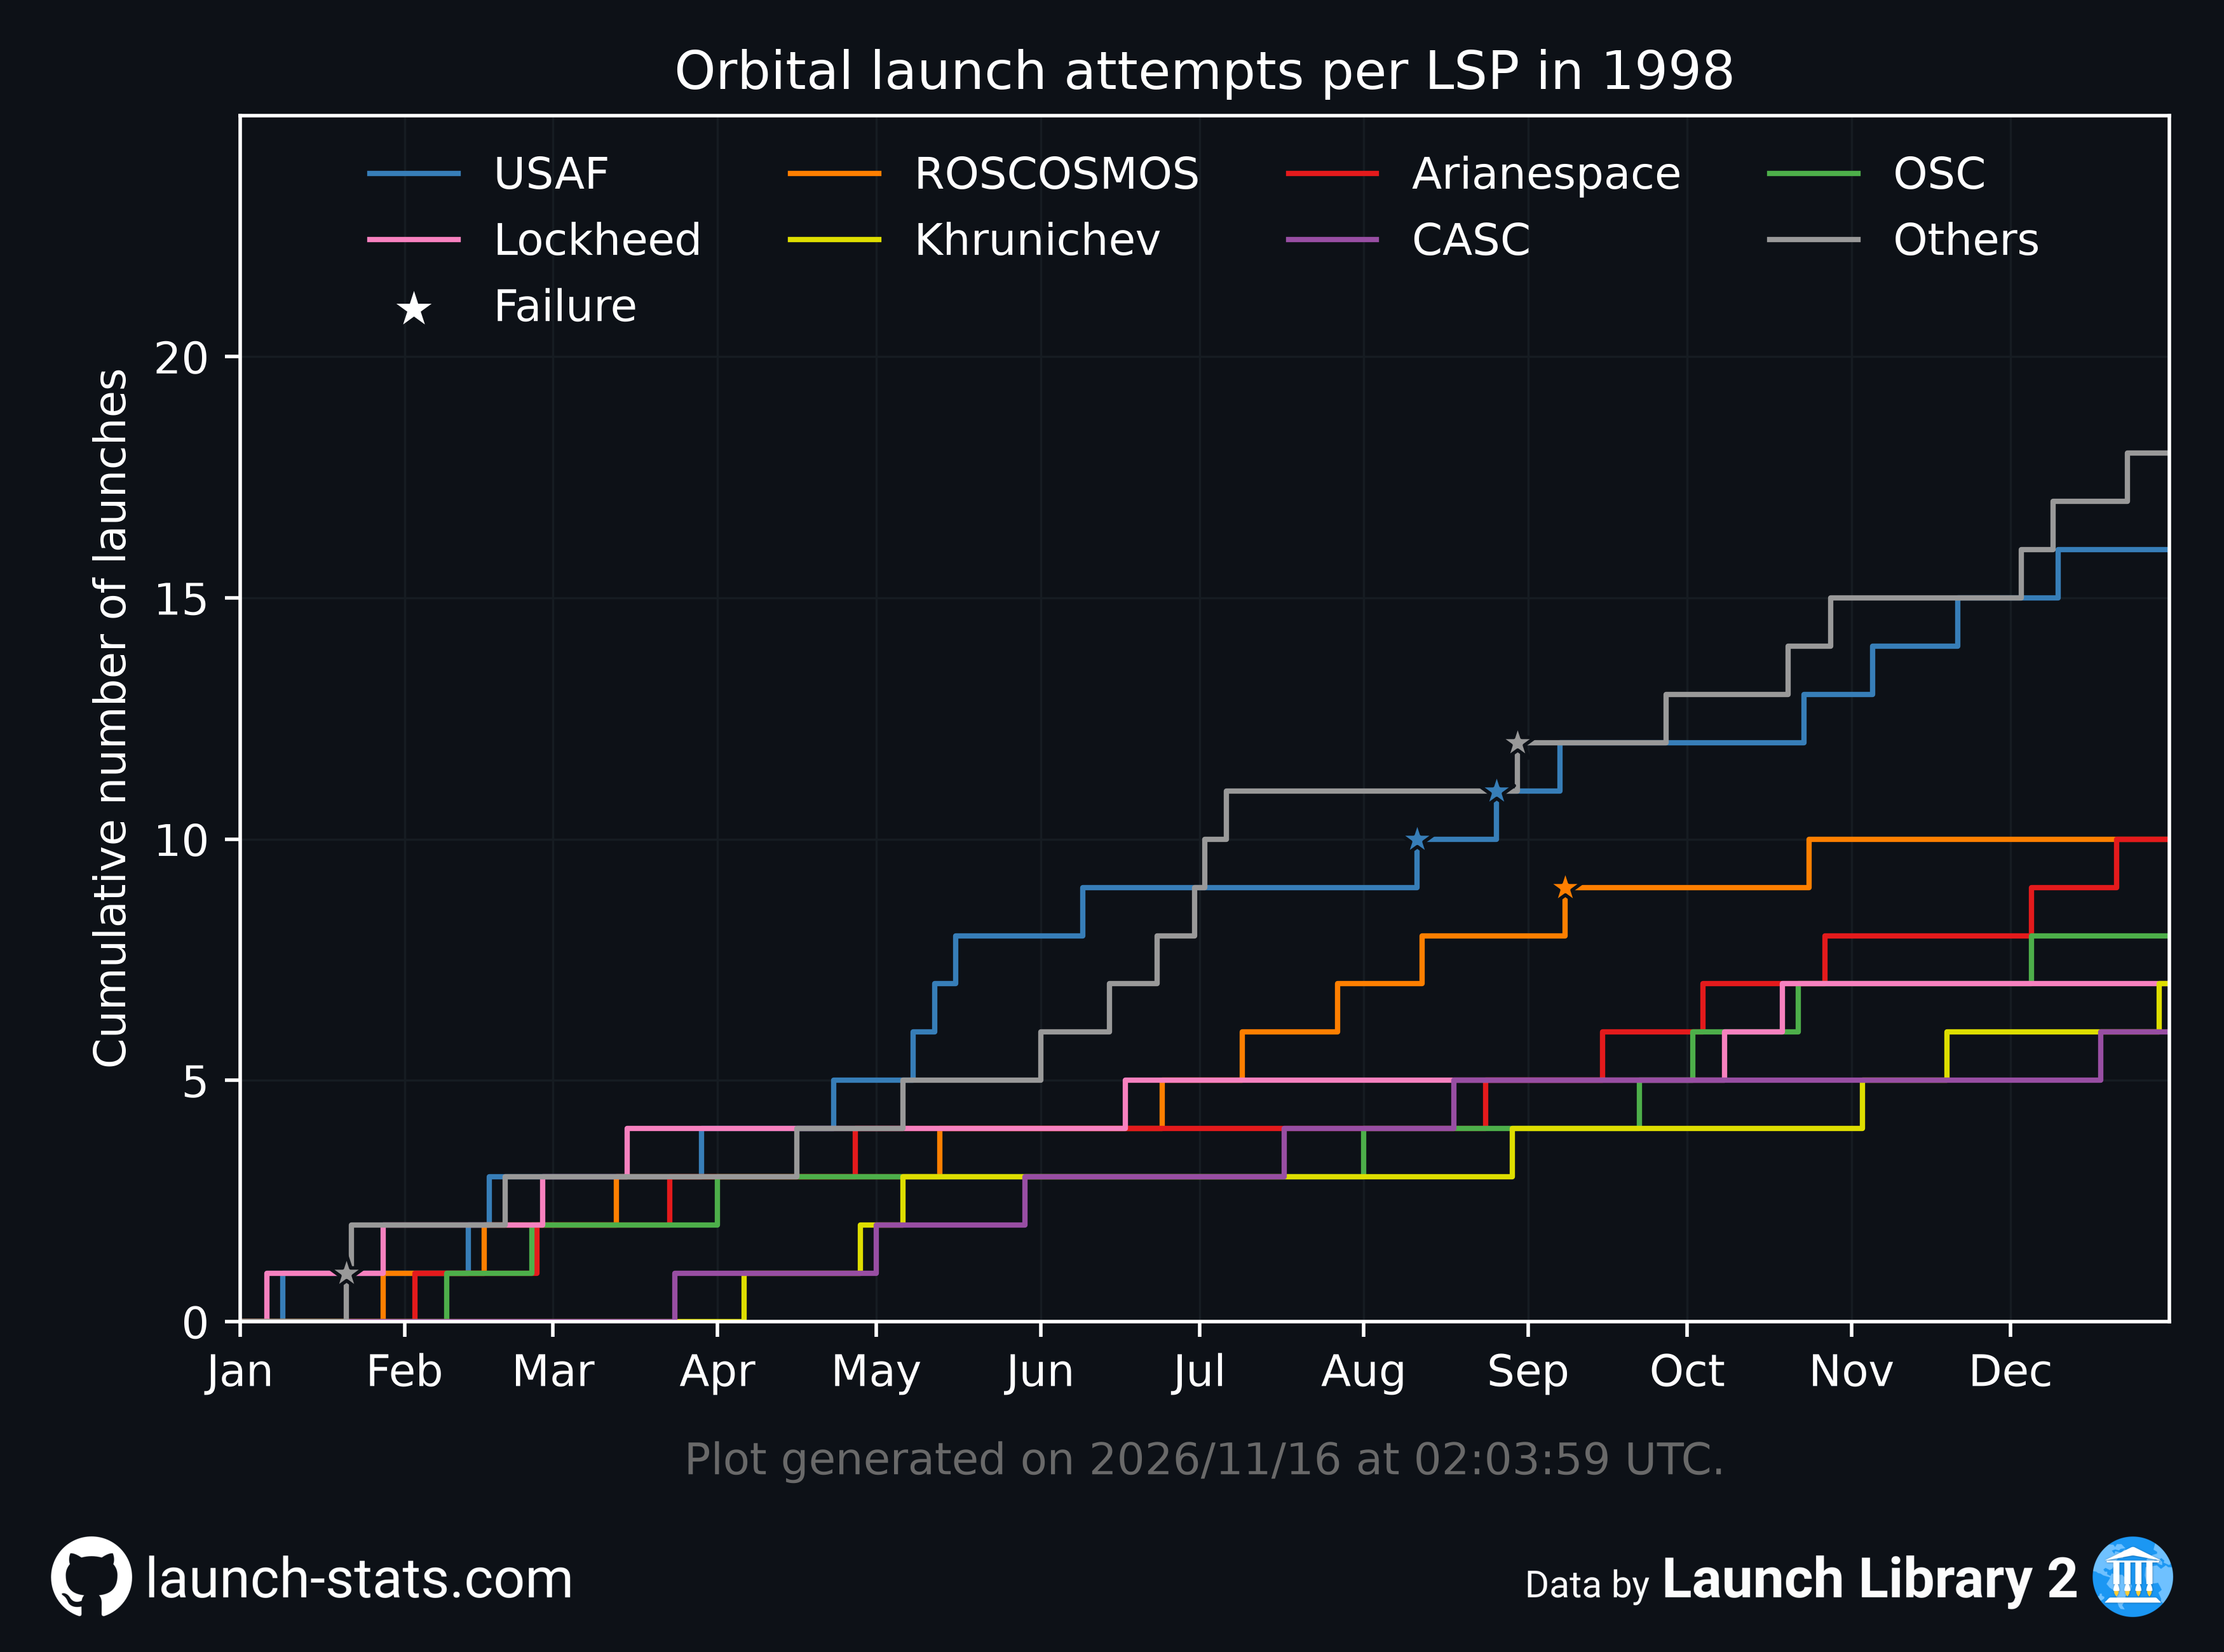 Orbital launch attempts per LSP in 1998
USAF ROSCOSMOS Arianespace OSC
Lockheed Khrunichev CASC Others
Failure
Cumulative number of launches
20
15
10
5
0
Jan Feb Mar Apr May Jun Jul Aug Sep Oct Nov Dec
Plot generated on 2026/11/16 at 02:03:59 UTC.
launch-stats.com
Data by Launch Library 2